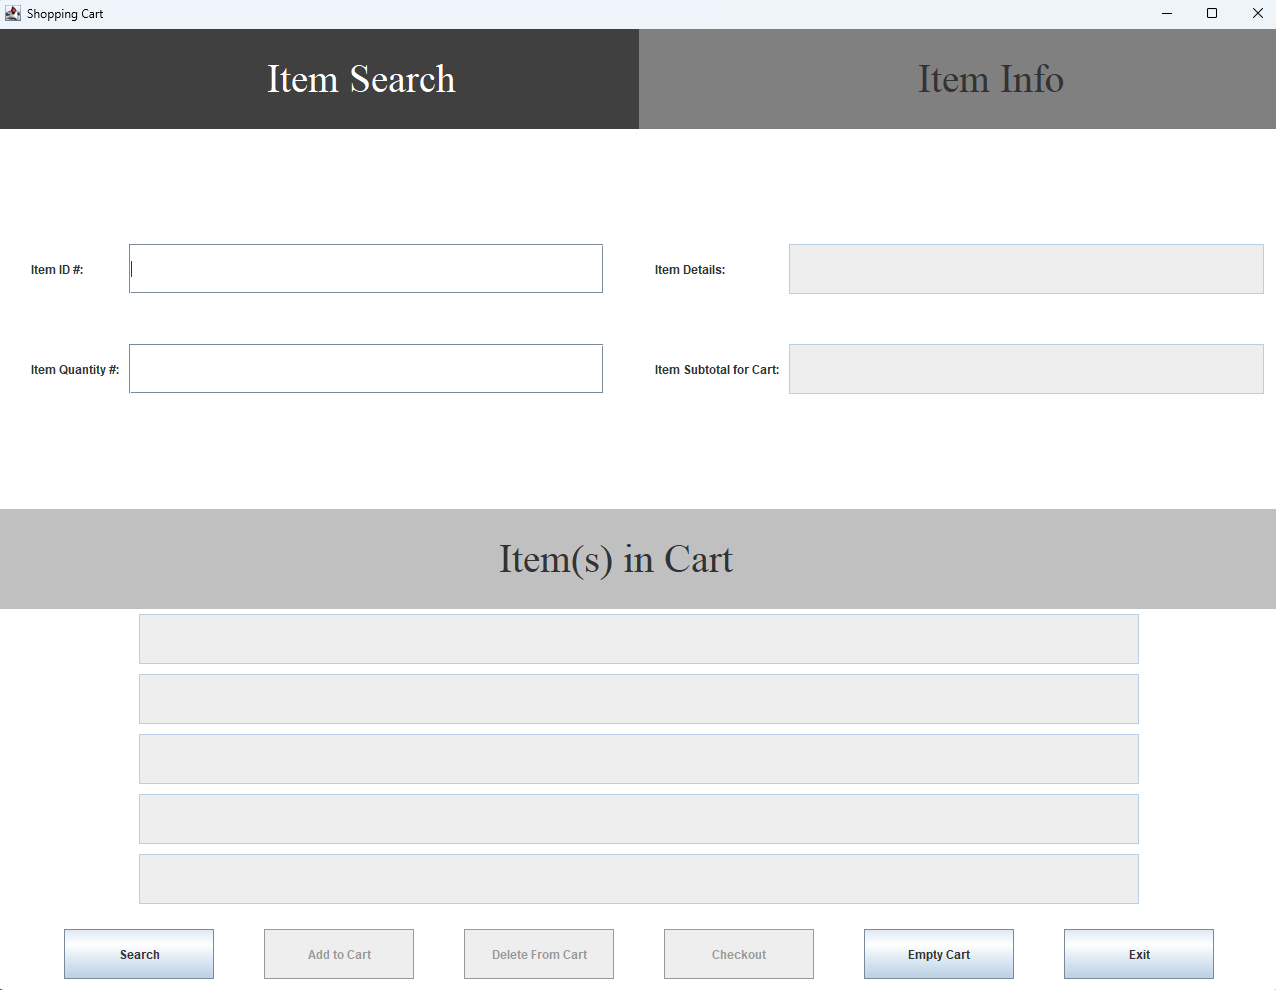 Shopping Cart
Item Search
Item Info
Item ID #:
Item Details:
Item Quantity #:
Item Subtotal for Cart:
Item(s) in Cart
Search
Add to Cart
Delete From Cart
Checkout
Empty Cart
Exit